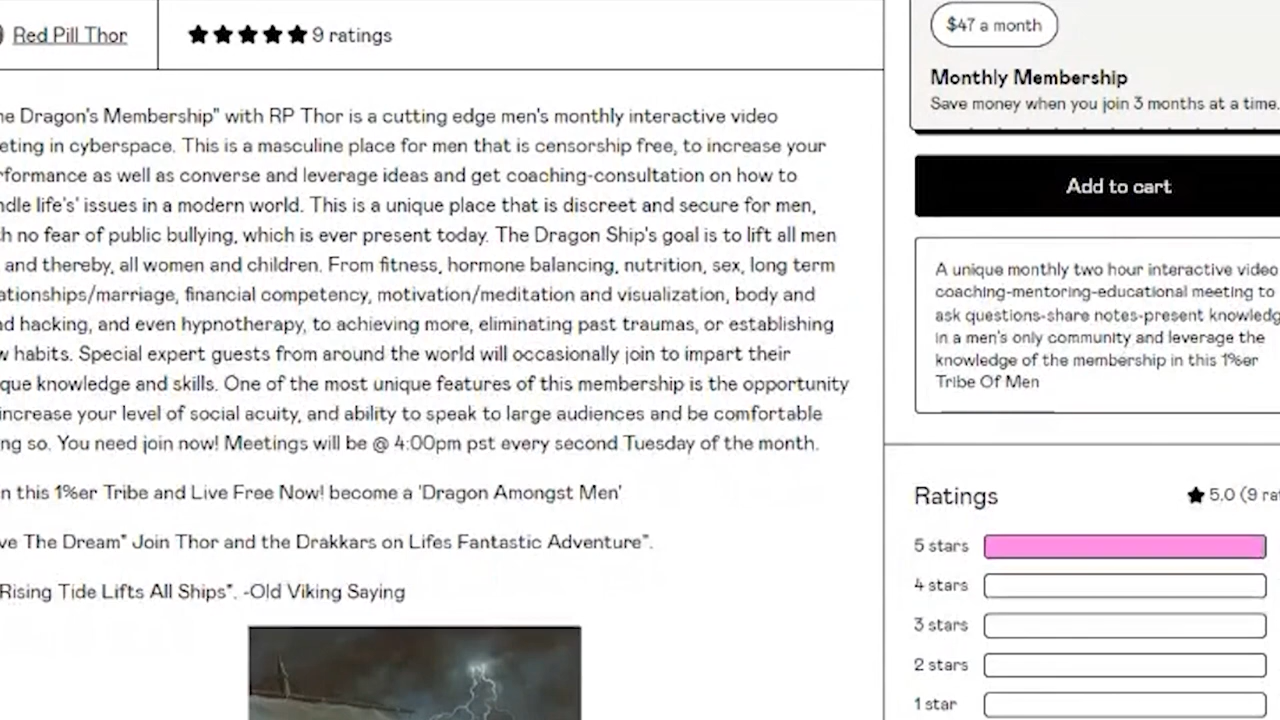 Red Pill Thor
9 ratings
$47 a month
Monthly Membership
Save money when you join 3 months at a time.
Add to cart
ne Dragon's Membership" with RP Thor is a cutting edge men's monthly interactive video
eting in cyberspace. This is a masculine place for men that is censorship free, to increase your
rformance as well as converse and leverage ideas and get coaching-consultation on how to
ndle life's' issues in a modern world. This is a unique place that is discreet and secure for men,
h no fear of public bullying, which is ever present today. The Dragon Ship's goal is to lift all men
and thereby, all women and children. From fitness, hormone balancing, nutrition, sex, long term
ationships/marriage, financial competency, motivation/meditation and visualization, body and
d hacking, and even hypnotherapy, to achieving more, eliminating past traumas, or establishing
w habits. Special expert guests from around the world will occasionally join to impart their
que knowledge and skills. One of the most unique features of this membership is the opportunity
increase your level of social acuity, and ability to speak to large audiences and be comfortable
ng so. You need join now! Meetings will be @ 4:00pm pst every second Tuesday of the month.
n this 1%er Tribe and Live Free Now! become a 'Dragon Amongst Men'
ve The Dream" Join Thor and the Drakkars on Lifes Fantastic Adventure".
Rising Tide Lifts All Ships". -Old Viking Saying
A unique monthly two hour interactive video
coaching-mentoring-educational meeting to
ask questions-share notes-present knowledg
in a men's only community and leverage the
knowledge of the membership in this 1%er
Tribe Of Men
Ratings
5.0 (9 rat
5 stars
4 stars
3 stars
2 stars
1 star